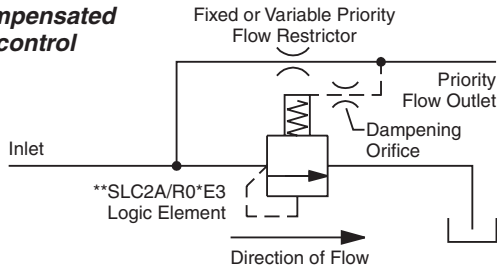 mpensated
control
Fixed or Variable Priority
Flow Restrictor
Priority
Flow Outlet
Dampening
Orifice
Inlet
**SLC2A/R0*E3
Logic Element
Direction of Flow